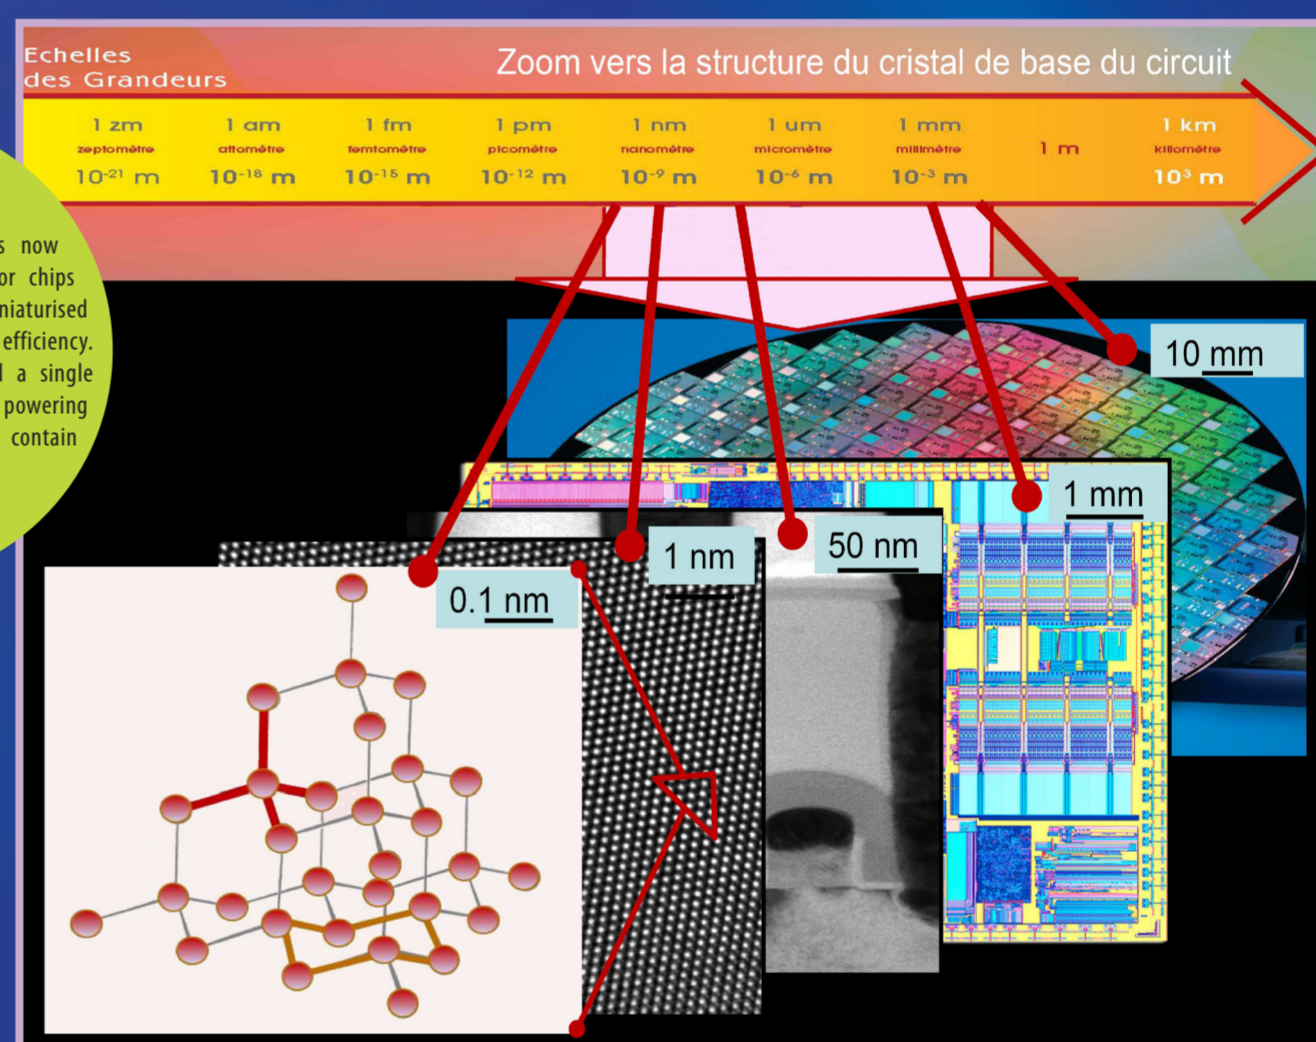 Echelles
des Grandeurs
Zoom vers la structure du cristal de base du circuit
1 zm 1 am 1 fm 1 pm 1 nm 1 um 1 mm 1 m 1 km
zeptomètre attomètre femtomètre picomètre nanomètre micromètre millimètre kilomètre
10⁻²¹ m 10⁻¹⁸ m 10⁻¹⁵ m 10⁻¹² m 10⁻⁹ m 10⁻⁶ m 10⁻³ m 10³ m
s now
or chips
niaturised
efficiency.
d a single
powering
contain
10 mm
1 mm
50 nm
1 nm
0.1 nm